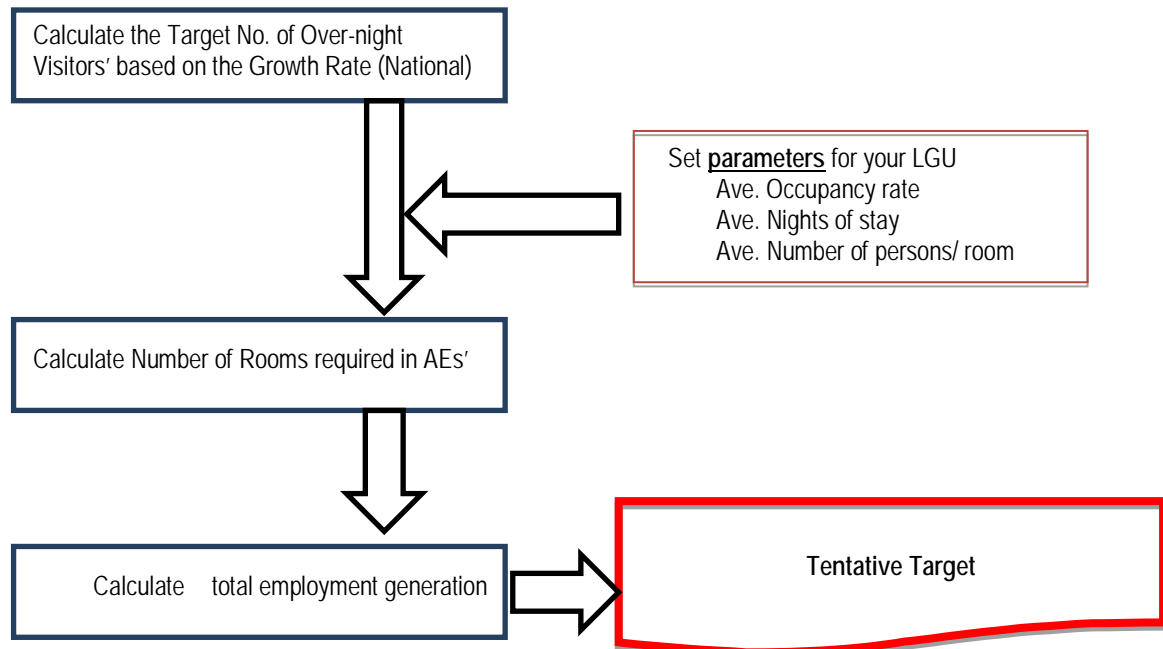 Calculate the Target No. of Over-night
Visitors’ based on the Growth Rate (National)
Set parameters for your LGU
Ave. Occupancy rate
Ave. Nights of stay
Ave. Number of persons/ room
Calculate Number of Rooms required in AEs’
Calculate total employment generation
Tentative Target